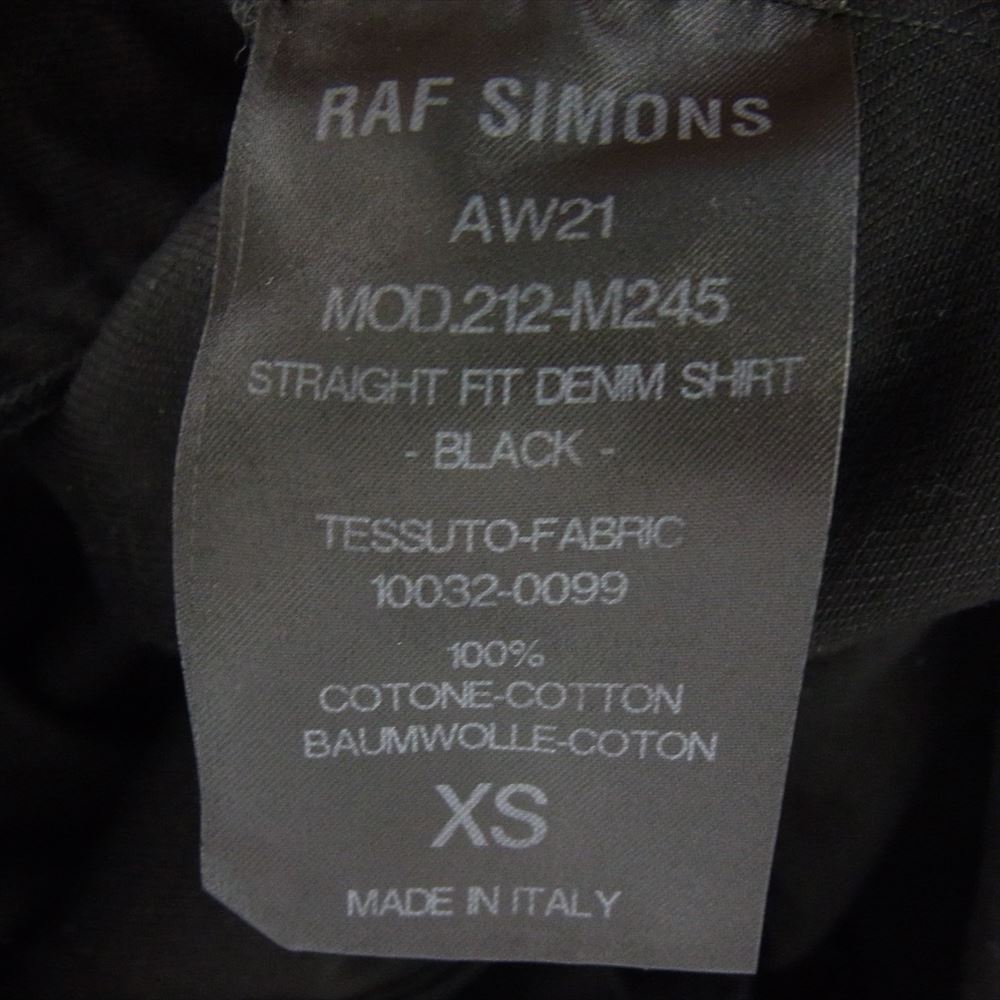 RAF SIMONS
AW21
MOD.212-M245
STRAIGHT FIT DENIM SHIRT
- BLACK -
TESSUTO-FABRIC
10032-0099
100%
COTONE-COTTON
BAUMWOLLE-COTON
XS
MADE IN ITALY